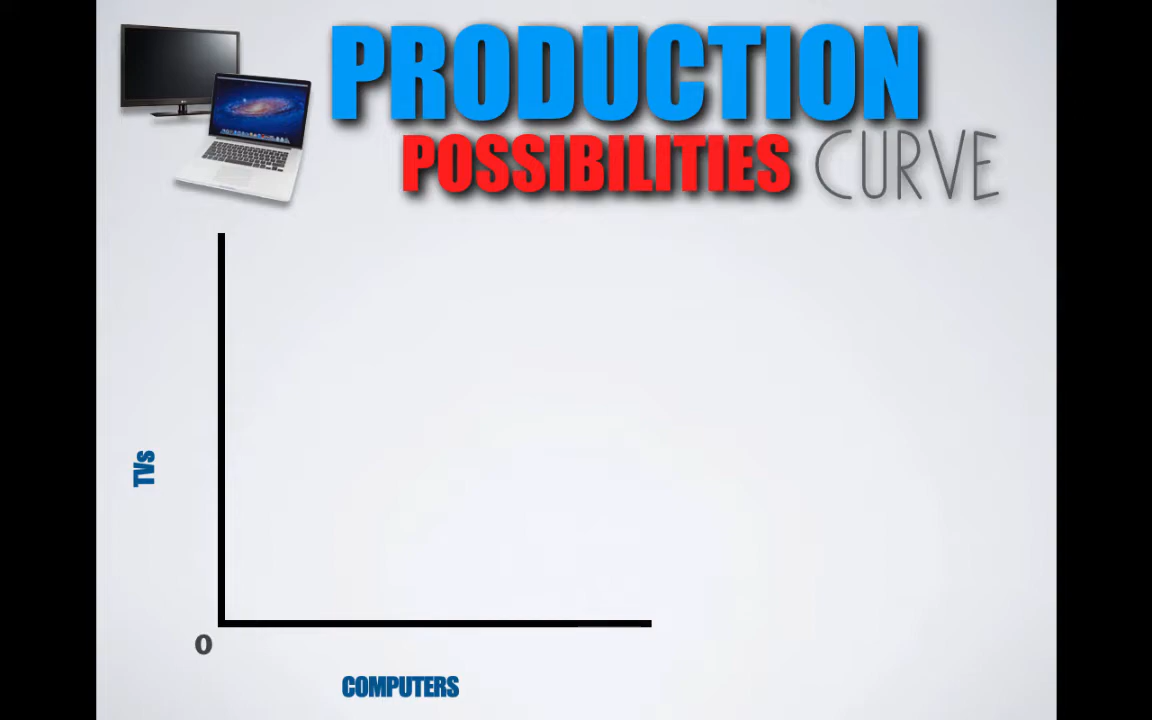 PRODUCTION
POSSIBILITIES CURVE
TVs
0
COMPUTERS